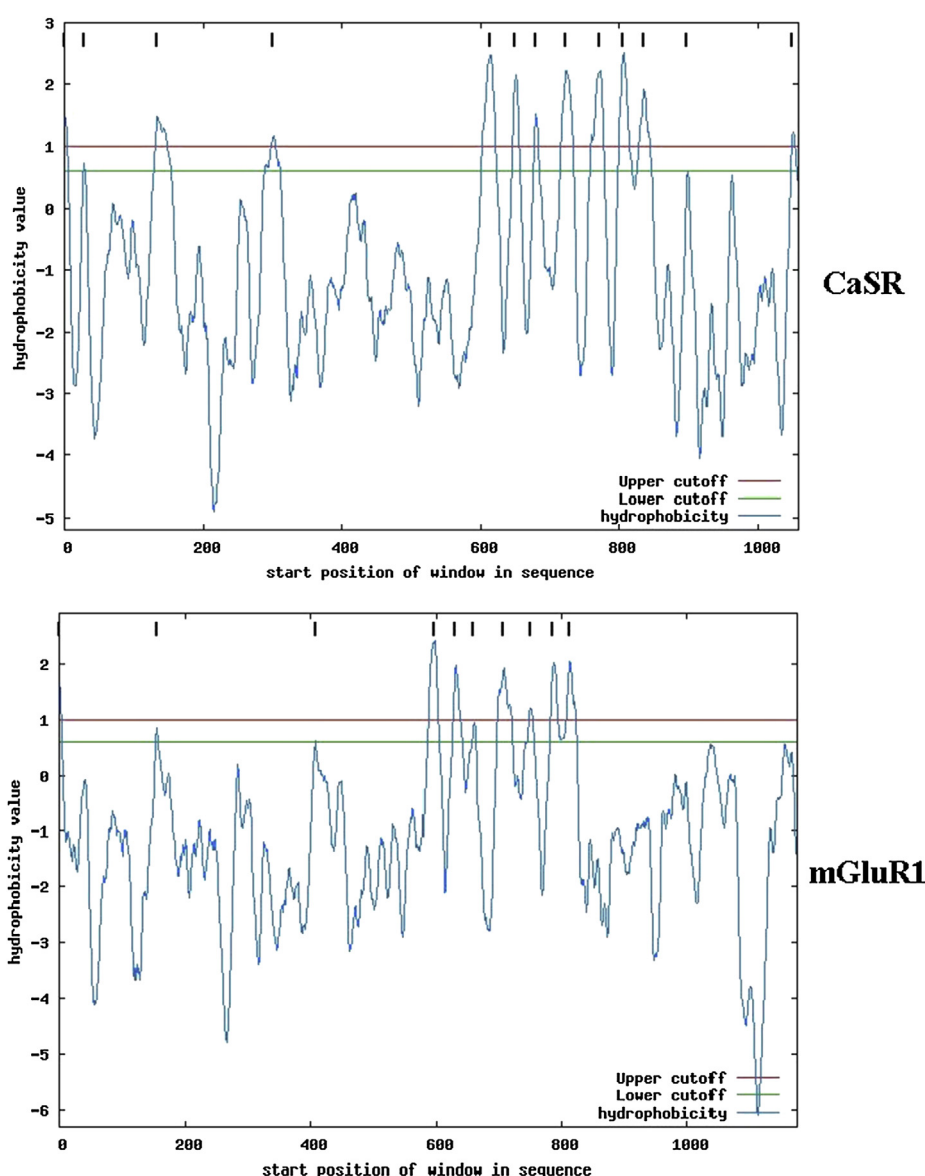 3
2
1
0
-1
-2
-3
-4
-5
hydrophobicity value
Upper cutoff
Lower cutoff
hydrophobicity
0 200 400 600 800 1000
start position of window in sequence
CaSR
2
1
0
-1
-2
-3
-4
-5
-6
hydrophobicity value
Upper cutoff
Lower cutoff
hydrophobicity
0 200 400 600 800 1000
start position of window in sequence
mGluR1